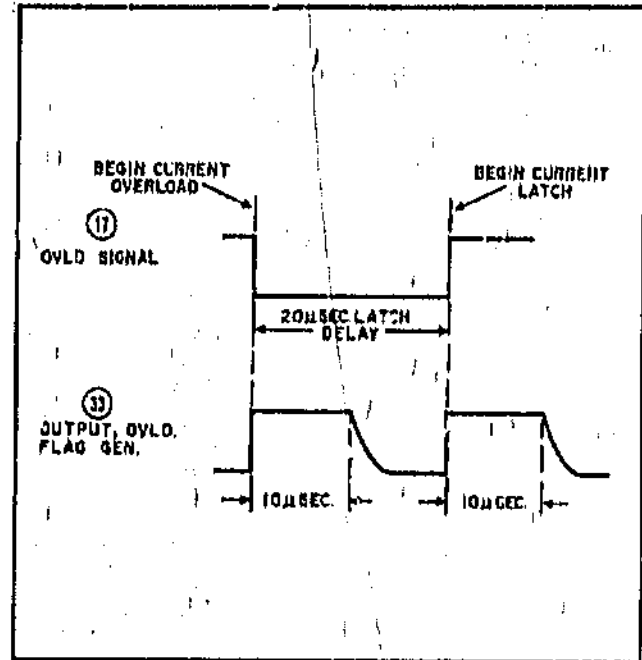 BEGIN CURRENT
OVERLOAD
BEGIN CURRENT
LATCH
17
OVLD SIGNAL
20µSEC LATCH
DELAY
33
OUTPUT, OVLD.
FLAG GEN.
10µSEC.
10µSEC.